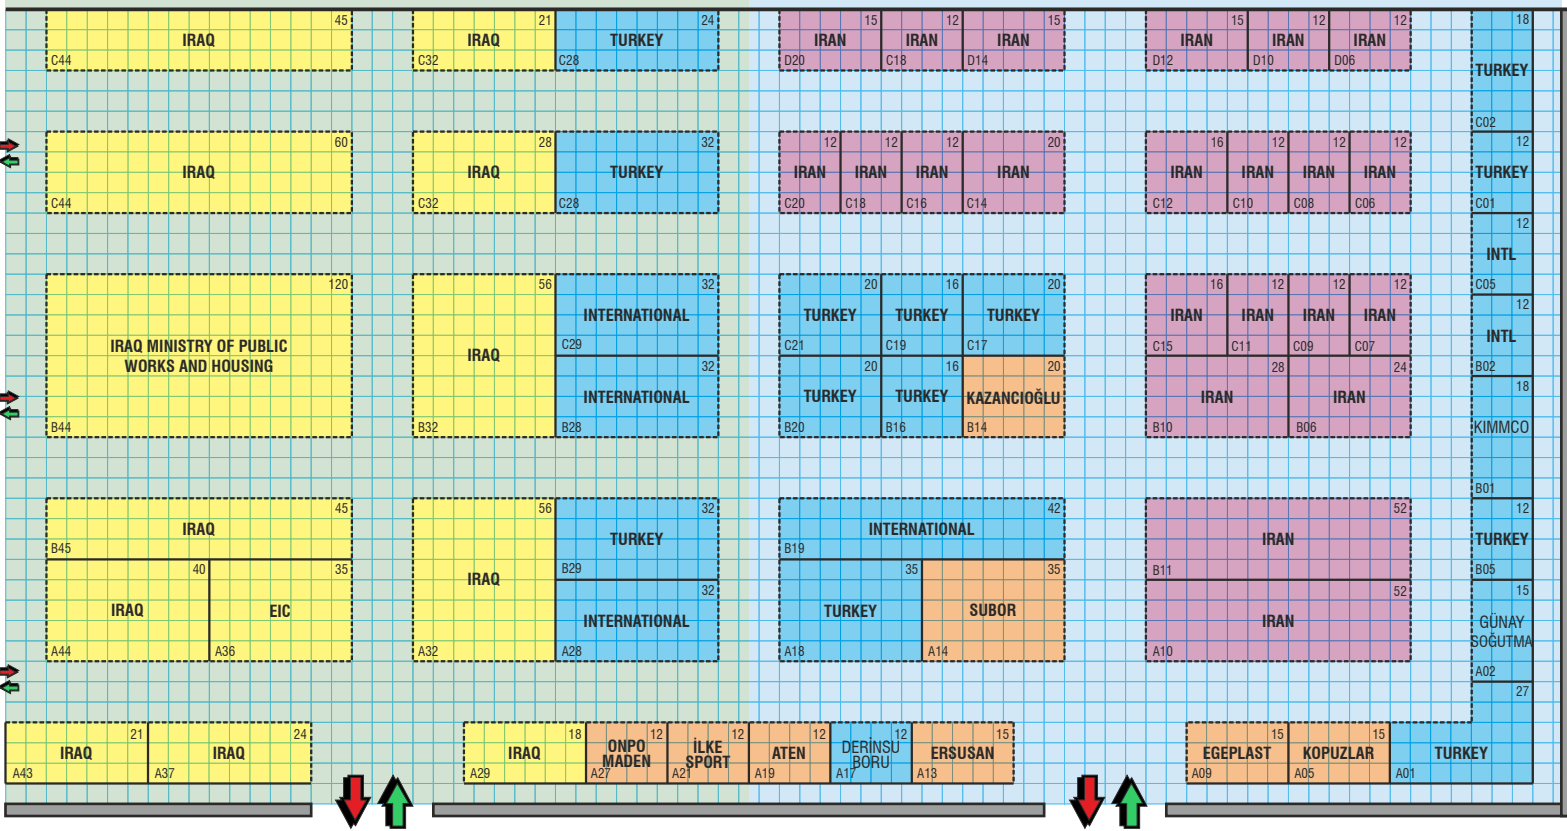 45
IRAQ
C44
21
IRAQ
C32
24
TURKEY
C28
15
IRAN
D20
12
IRAN
C18
15
IRAN
D14
15
IRAN
D12
12
IRAN
D10
12
IRAN
D06
18
TURKEY
C02
60
IRAQ
C44
28
IRAQ
C32
32
TURKEY
C28
12
IRAN
C20
12
IRAN
C18
12
IRAN
C16
20
IRAN
C14
16
IRAN
C12
12
IRAN
C10
12
IRAN
C08
12
IRAN
C06
12
TURKEY
C01
12
INTL
C05
120
IRAQ MINISTRY OF PUBLIC
WORKS AND HOUSING
B44
56
IRAQ
B32
32
INTERNATIONAL
C29
32
INTERNATIONAL
B28
20
TURKEY
C21
16
TURKEY
C19
20
TURKEY
C17
20
TURKEY
B20
16
TURKEY
B16
20
KAZANCIOĞLU
B14
16
IRAN
C15
12
IRAN
C11
12
IRAN
C09
12
IRAN
C07
28
IRAN
B10
24
IRAN
B06
12
INTL
B02
18
KIMMCO
B01
45
IRAQ
B45
40
IRAQ
A44
35
EIC
A36
56
IRAQ
A32
32
TURKEY
B29
32
INTERNATIONAL
A28
42
INTERNATIONAL
B19
35
TURKEY
A18
35
SUBOR
A14
52
IRAN
B11
52
IRAN
A10
12
TURKEY
B05
15
GÜNAY
SOĞUTMA
A02
21
IRAQ
A43
24
IRAQ
A37
18
IRAQ
A29
12
ONPO
MADEN
A27
12
İLKE
SPORT
A21
12
ATEN
A19
12
DERİNSU
BORU
A17
15
ERSUSAN
A13
15
EGEPLAST
A09
15
KOPUZLAR
A05
27
TURKEY
A01